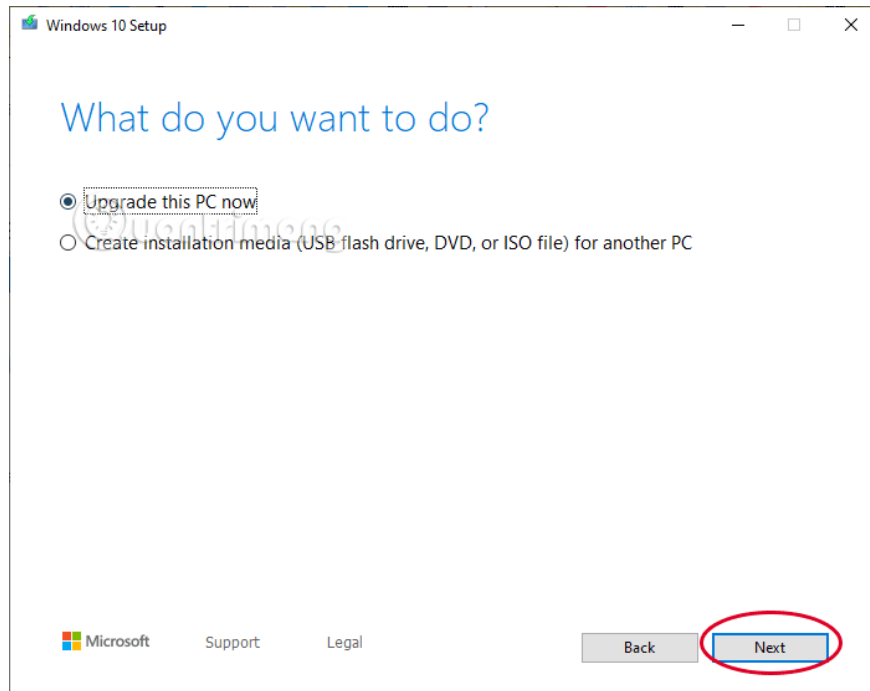 Windows 10 Setup
What do you want to do?
Upgrade this PC now
Quantrimang
Create installation media (USB flash drive, DVD, or ISO file) for another PC
Microsoft
Support
Legal
Back
Next